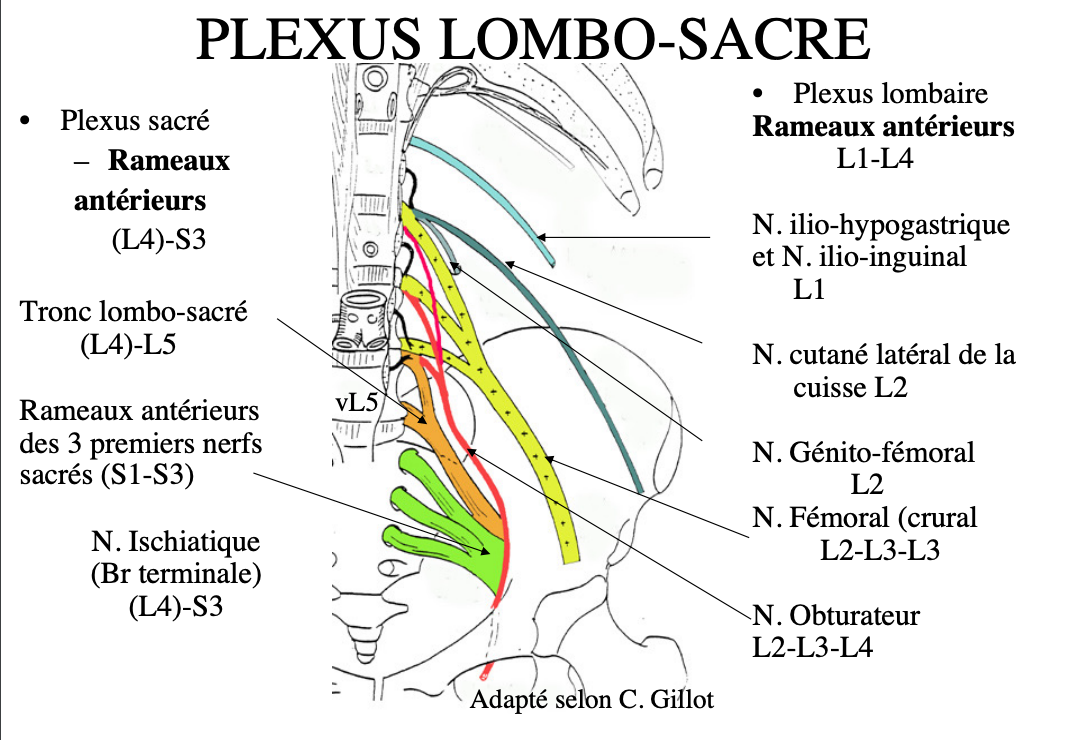 PLEXUS LOMBO-SACRE
• Plexus sacré
– Rameaux
antérieurs
(L4)-S3
Tronc lombo-sacré
(L4)-L5
Rameaux antérieurs
des 3 premiers nerfs
sacrés (S1-S3)
N. Ischiatique
(Br terminale)
(L4)-S3
vL5
• Plexus lombaire
Rameaux antérieurs
L1-L4
N. ilio-hypogastrique
et N. ilio-inguinal
L1
N. cutané latéral de la
cuisse L2
N. Génito-fémoral
L2
N. Fémoral (crural
L2-L3-L3
N. Obturateur
L2-L3-L4
Adapté selon C. Gillot